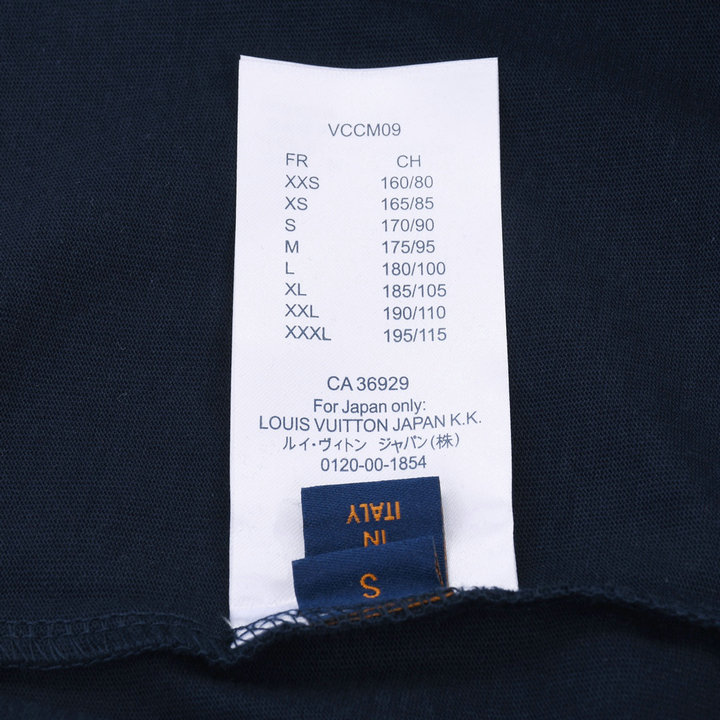 VCCM09
FR CH
XXS 160/80
XS 165/85
S 170/90
M 175/95
L 180/100
XL 185/105
XXL 190/110
XXXL 195/115
CA 36929
For Japan only:
LOUIS VUITTON JAPAN K.K.
ルイ・ヴィトン ジャパン(株)
0120-00-1854
IN
ITALY
S